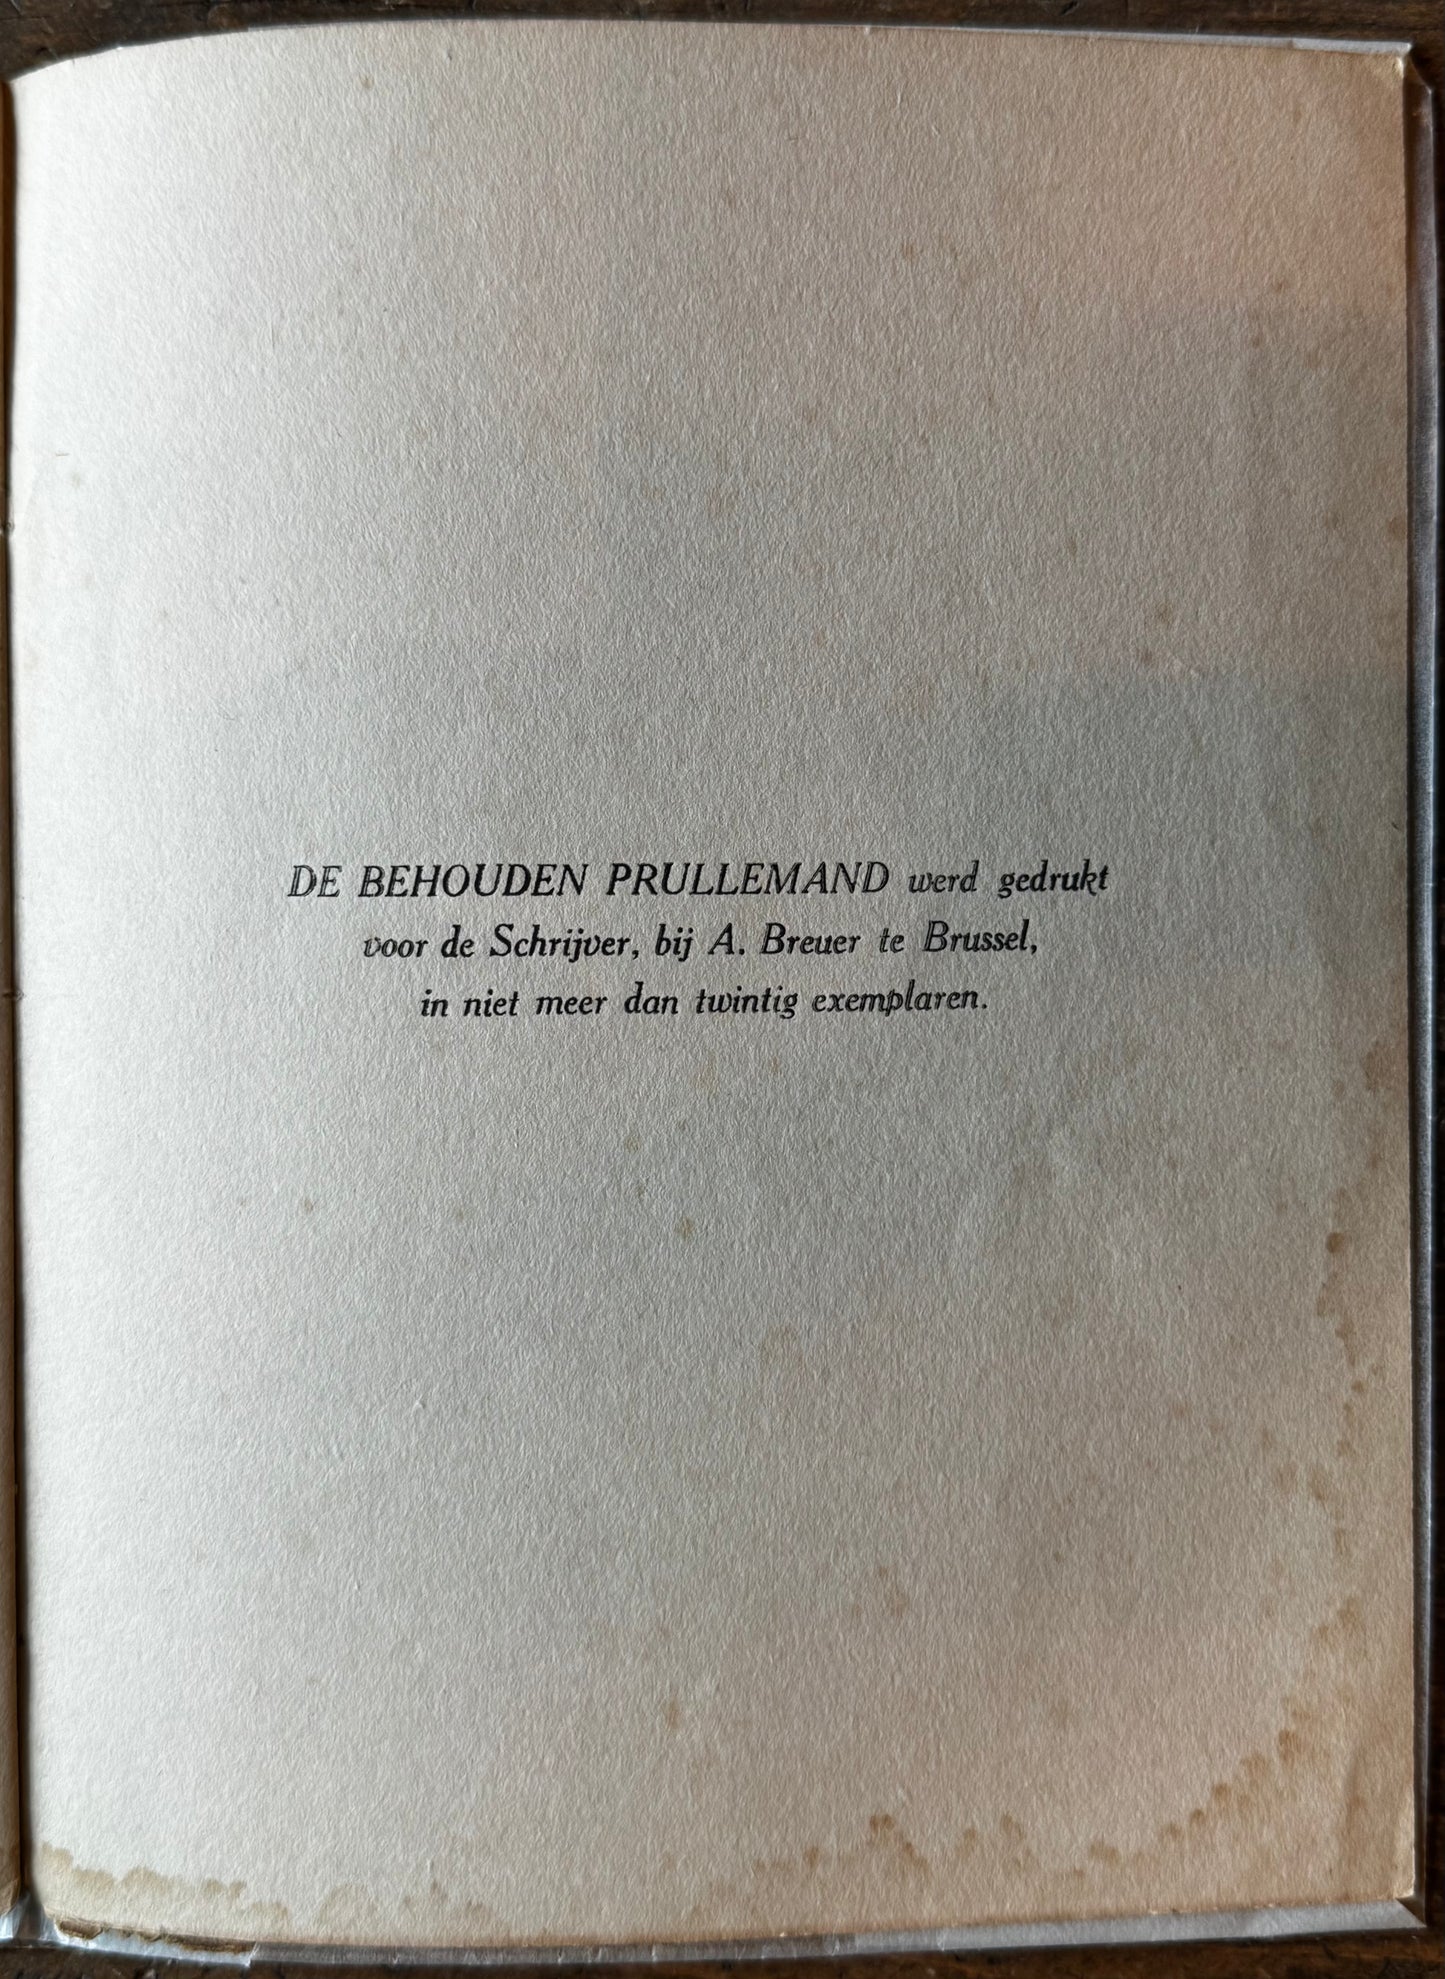 DE BEHOUDEN PRULLEMAND werd gedrukt
voor de Schrijver, bij A. Breuer te Brussel,
in niet meer dan twintig exemplaren.